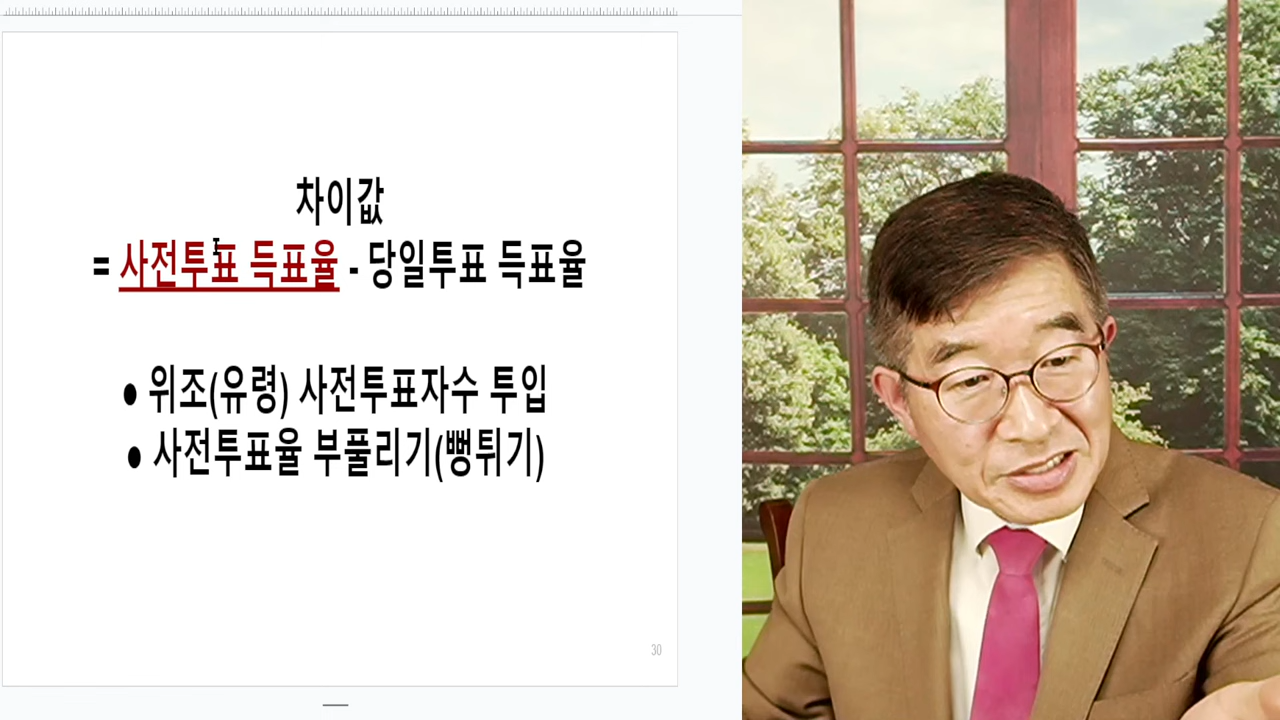 차이값
= 사전투표 득표율 - 당일투표 득표율
● 위조(유령) 사전투표자수 투입
● 사전투표율 부풀리기(뻥튀기)
30